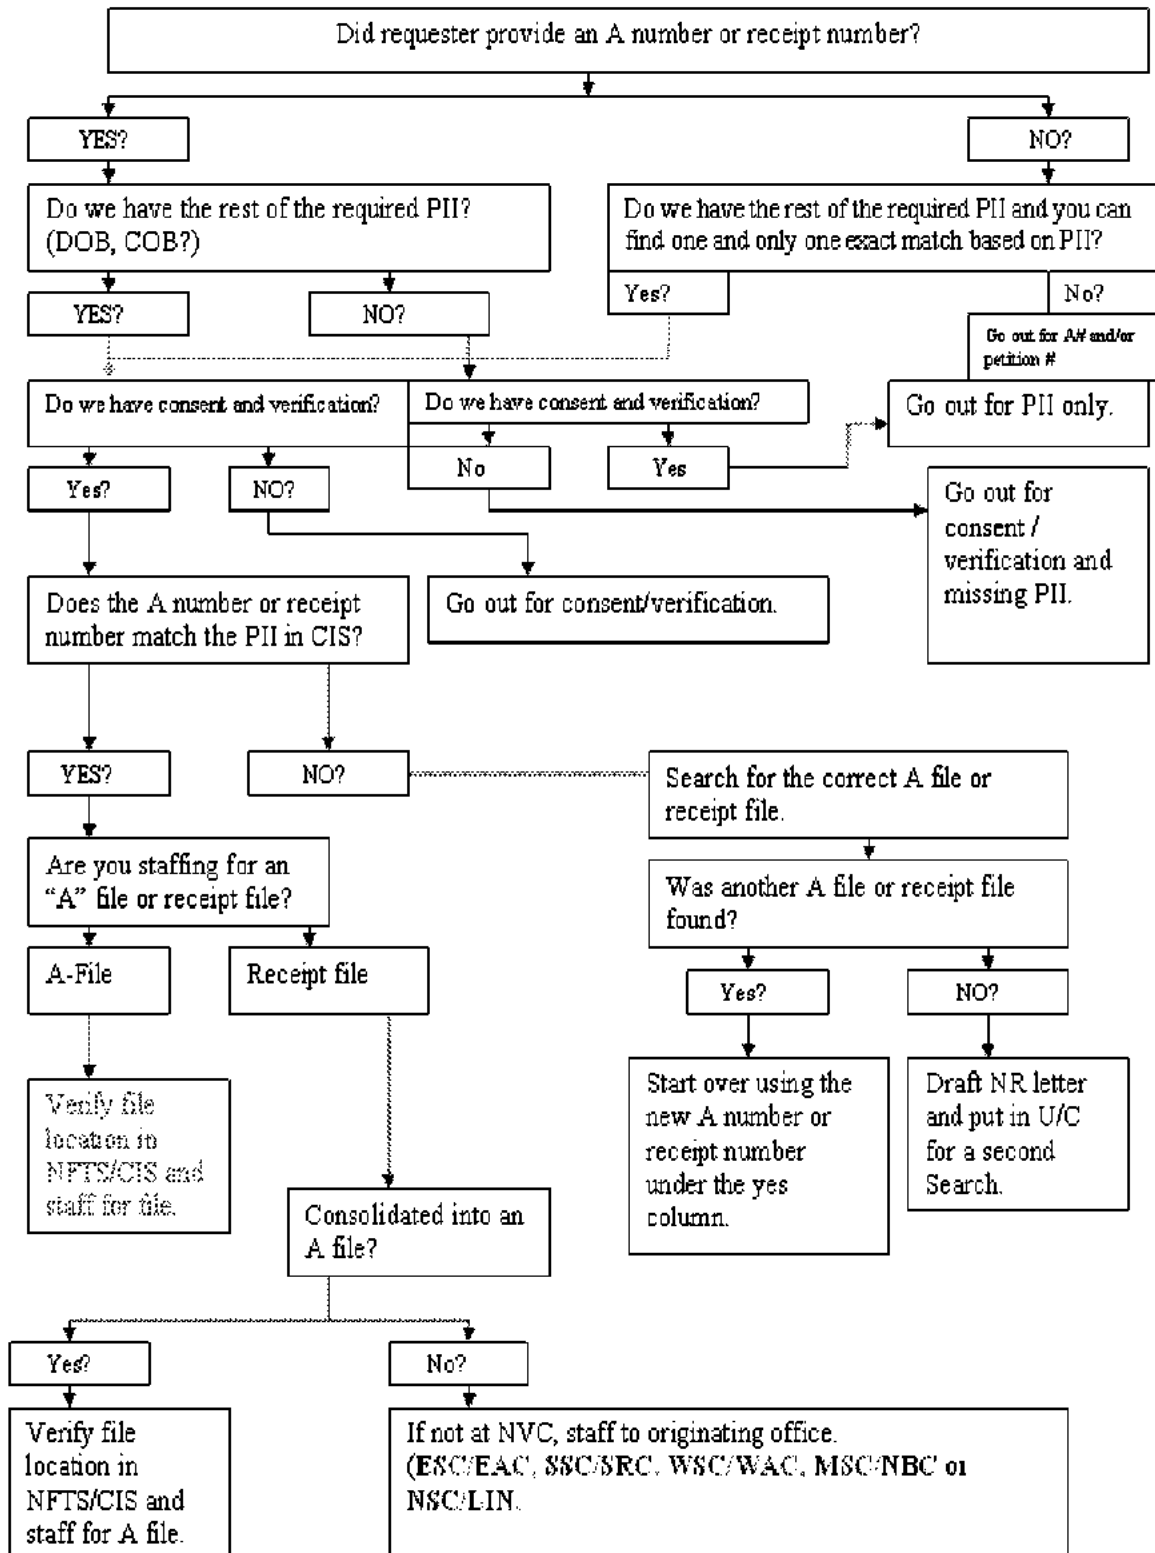 Did requester provide an A number or receipt number?
YES?
NO?
Do we have the rest of the required PII?
(DOB, COB?)
Do we have the rest of the required PII and you can
find one and only one exact match based on PII?
YES?
NO?
Yes?
No?
Go out for A# and/or
petition #
Do we have consent and verification?
Do we have consent and verification?
Go out for PII only.
Yes?
NO?
No
Yes
Go out for
consent /
verification and
missing PII.
Does the A number or receipt
number match the PII in CIS?
Go out for consent/verification.
YES?
NO?
Search for the correct A file or
receipt file.
Are you staffing for an
“A” file or receipt file?
Was another A file or receipt file
found?
A-File
Receipt file
Yes?
NO?
Verify file
location in
NFTS/CIS and
staff for file.
Start over using the
new A number or
receipt number
under the yes
column.
Draft NR letter
and put in U/C
for a second
Search.
Consolidated into an
A file?
Yes?
No?
Verify file
location in
NFTS/CIS and
staff for A file.
If not at NVC, staff to originating office.
(ESC/EAC, SSC/SRC, WSC/WAC, MSC/NBC or
NSC/LIN.